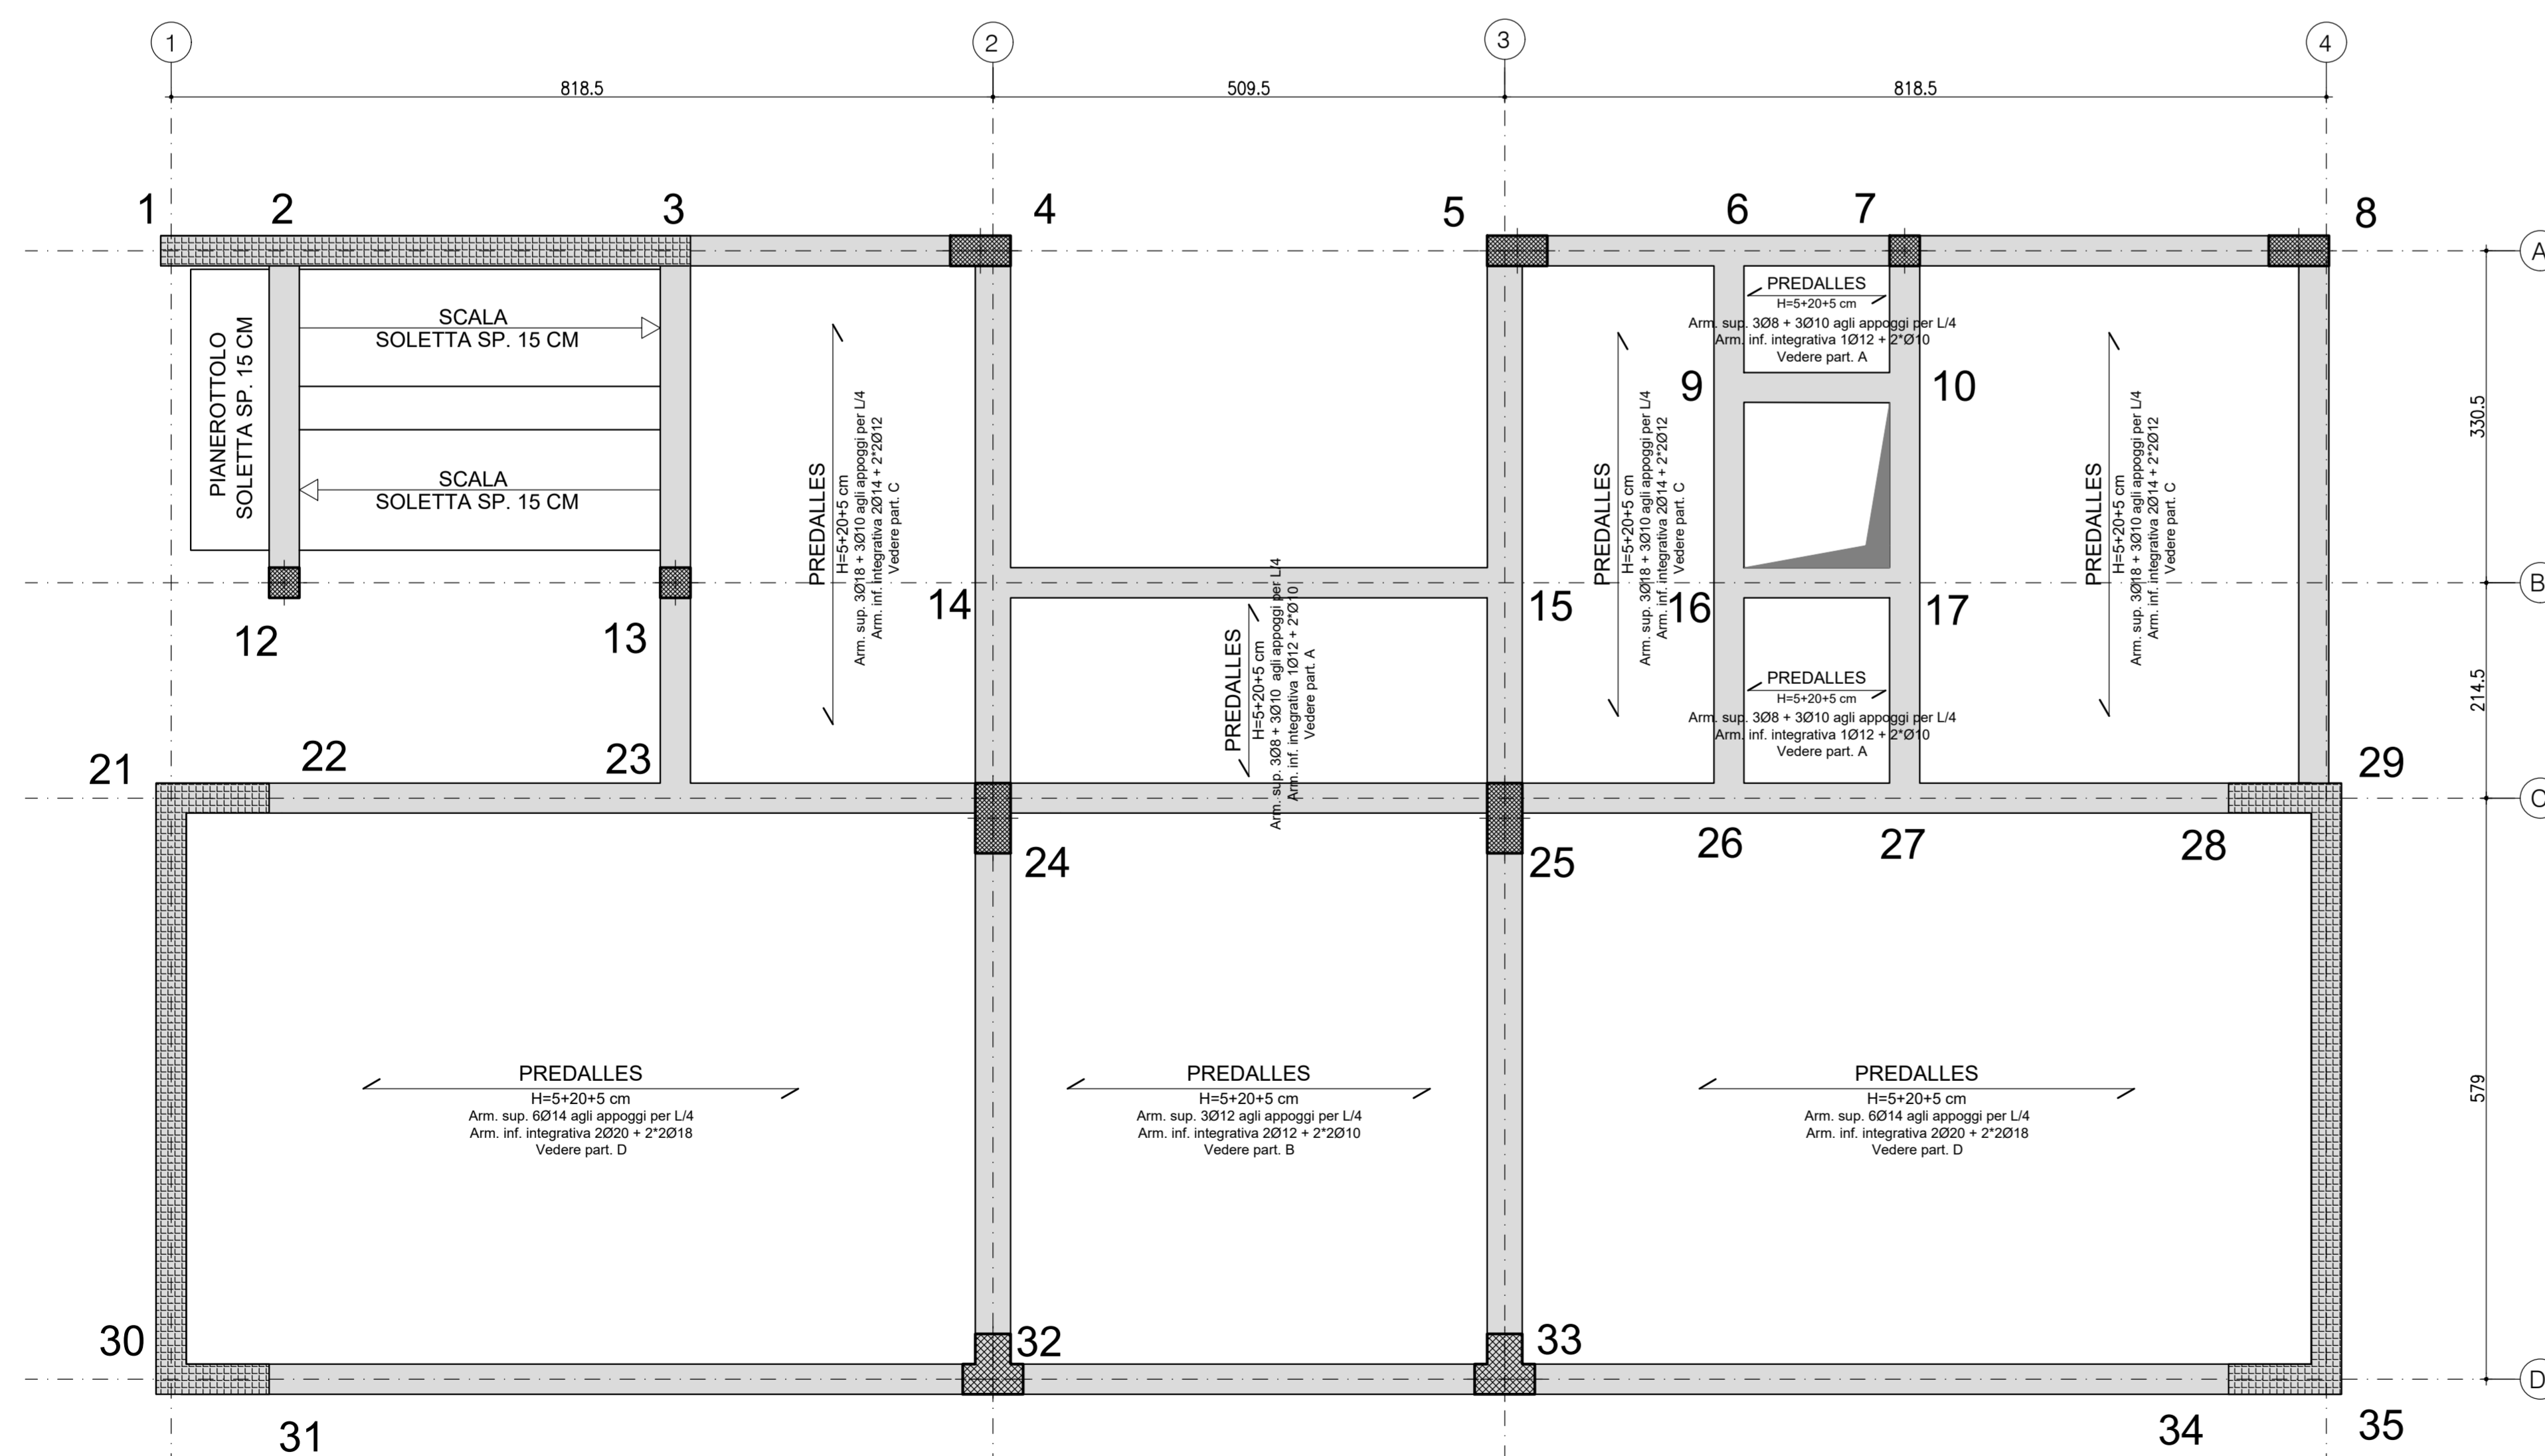 1
2
3
4
818.5
509.5
818.5
1
2
3
4
5
6
7
8
A
PIANEROTTOLO
SOLETTA SP. 15 CM
SCALA
SOLETTA SP. 15 CM
SCALA
SOLETTA SP. 15 CM
PREDALLES
H=5+20+5 cm
Arm. sup. 3Ø18 + 3Ø10 agli appoggi per L/4
Arm. inf. integrativa 2Ø14 + 2*2Ø12
Vedere part. C
PREDALLES
H=5+20+5 cm
Arm. sup. 3Ø18 + 3Ø10 agli appoggi per L/4
Arm. inf. integrativa 2Ø14 + 2*2Ø12
Vedere part. C
PREDALLES
H=5+20+5 cm
Arm. sup. 3Ø8 + 3Ø10 agli appoggi per L/4
Arm. inf. integrativa 1Ø12 + 2*Ø10
Vedere part. A
9
10
PREDALLES
H=5+20+5 cm
Arm. sup. 3Ø18 + 3Ø10 agli appoggi per L/4
Arm. inf. integrativa 2Ø14 + 2*2Ø12
Vedere part. C
330.5
B
12
13
14
15
16
17
PREDALLES
H=5+20+5 cm
Arm. sup. 3Ø8 + 3Ø10 agli appoggi per L/4
Arm. inf. integrativa 1Ø12 + 2*Ø10
Vedere part. A
PREDALLES
H=5+20+5 cm
Arm. sup. 3Ø8 + 3Ø10 agli appoggi per L/4
Arm. inf. integrativa 1Ø12 + 2*Ø10
Vedere part. A
214.5
21
22
23
24
25
26
27
28
29
C
PREDALLES
H=5+20+5 cm
Arm. sup. 6Ø14 agli appoggi per L/4
Arm. inf. integrativa 2Ø20 + 2*2Ø18
Vedere part. D
PREDALLES
H=5+20+5 cm
Arm. sup. 3Ø12 agli appoggi per L/4
Arm. inf. integrativa 2Ø12 + 2*2Ø10
Vedere part. B
PREDALLES
H=5+20+5 cm
Arm. sup. 6Ø14 agli appoggi per L/4
Arm. inf. integrativa 2Ø20 + 2*2Ø18
Vedere part. D
579
30
31
32
33
34
35
D